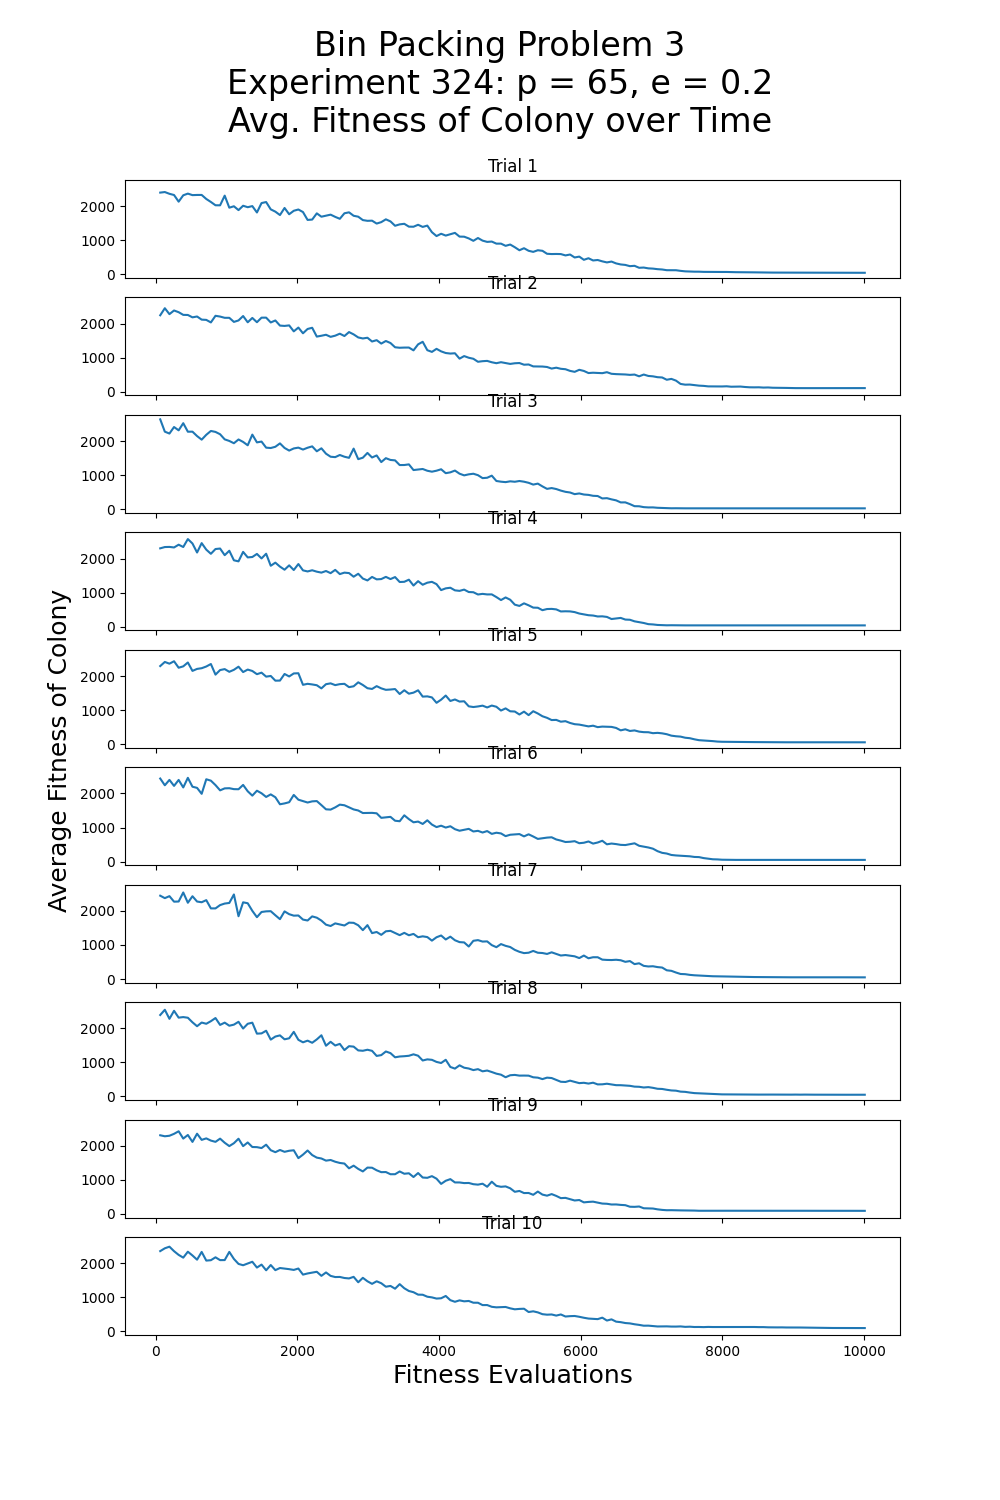 Bin Packing Problem 3
Experiment 324: p = 65, e = 0.2
Avg. Fitness of Colony over Time
Trial 1
2000
1000
0
Trial 2
2000
1000
0
Trial 3
2000
1000
0
Trial 4
2000
1000
0
Trial 5
2000
1000
0
Trial 6
2000
1000
0
Trial 7
2000
1000
0
Trial 8
2000
1000
0
Trial 9
2000
1000
0
Trial 10
2000
1000
0
0 2000 4000 6000 8000 10000
Fitness Evaluations
Average Fitness of Colony